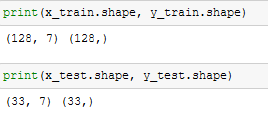 print(x_train.shape, y_train.shape)
(128, 7) (128,)
print(x_test.shape, y_test.shape)
(33, 7) (33,)